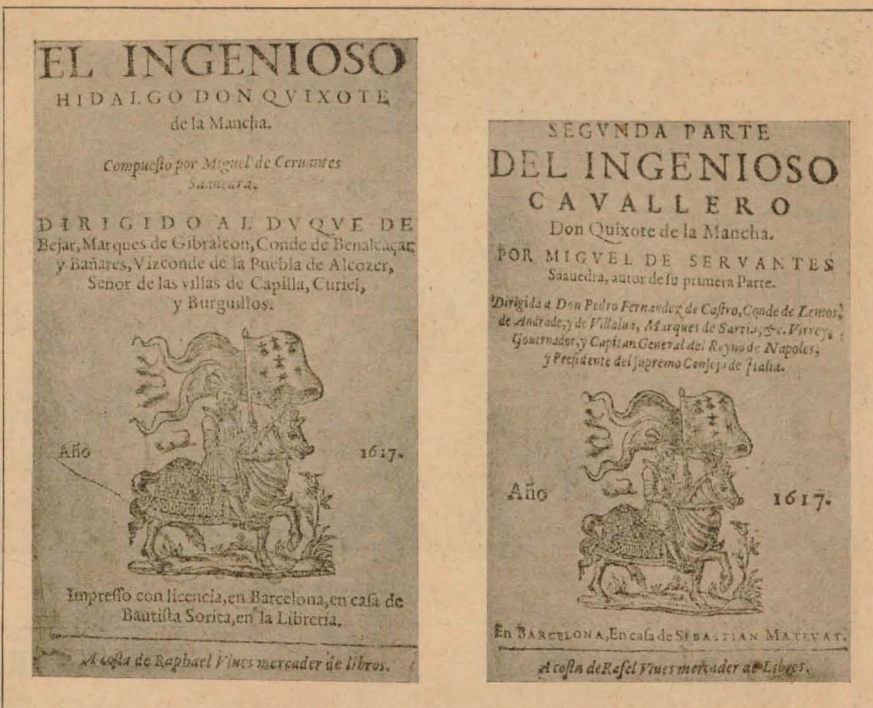 EL INGENIOSO
HIDALGO DON QVIXOTE
de la Mancha.
Compuesto por Miguel de Ceruantes
Saauedra.
DIRIGIDO AL DVQVE DE
Bejar, Marques de Gibraleon, Conde de Benalcaçar,
y Bañares, Vizconde de la Puebla de Alcozer,
Señor de las villas de Capilla, Curiel,
y Burguillos.
Año 1617.
Impresso con licencia, en Barcelona, en casa de
Bautista Sorita, en la Libreria.
A costa de Raphael Viues mercader de libros.
SEGVNDA PARTE
DEL INGENIOSO
CAVALLERO
Don Quixote de la Mancha.
POR MIGVEL DE SERVANTES
Saauedra, autor de su primera Parte.
Dirigida a Don Pedro Fernandez de Castro, Conde de Lemos,
de Andrade, y de Villalua, Marques de Sarria, &c. Virrey,
Gouernador, y Capitan General del Reyno de Napoles,
y Presidente del supremo Consejo de Italia.
Año 1617.
En BARCELONA, En casa de SEBASTIAN MATEVAT.
A costa de Rafel Viues mercader de Libros.